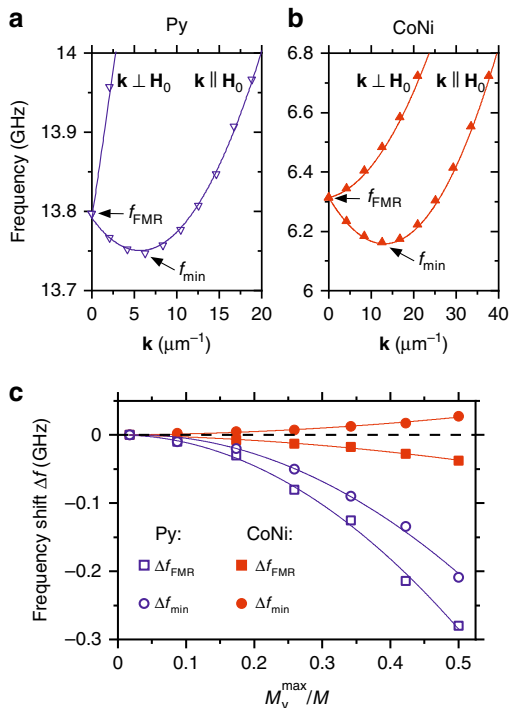 a Py
14
13.9
13.8
13.7
Frequency (GHz)
k ⊥ H0 k ∥ H0
fFMR
fmin
0 5 10 15 20
k (μm−1)
b CoNi
6.8
6.6
6.4
6.2
6
k ⊥ H0 k ∥ H0
fFMR
fmin
0 10 20 30 40
k (μm−1)
c
0
−0.1
−0.2
−0.3
Frequency shift Δf (GHz)
Py: CoNi:
ΔfFMR ΔfFMR
Δfmin Δfmin
0 0.1 0.2 0.3 0.4 0.5
Mymax/M